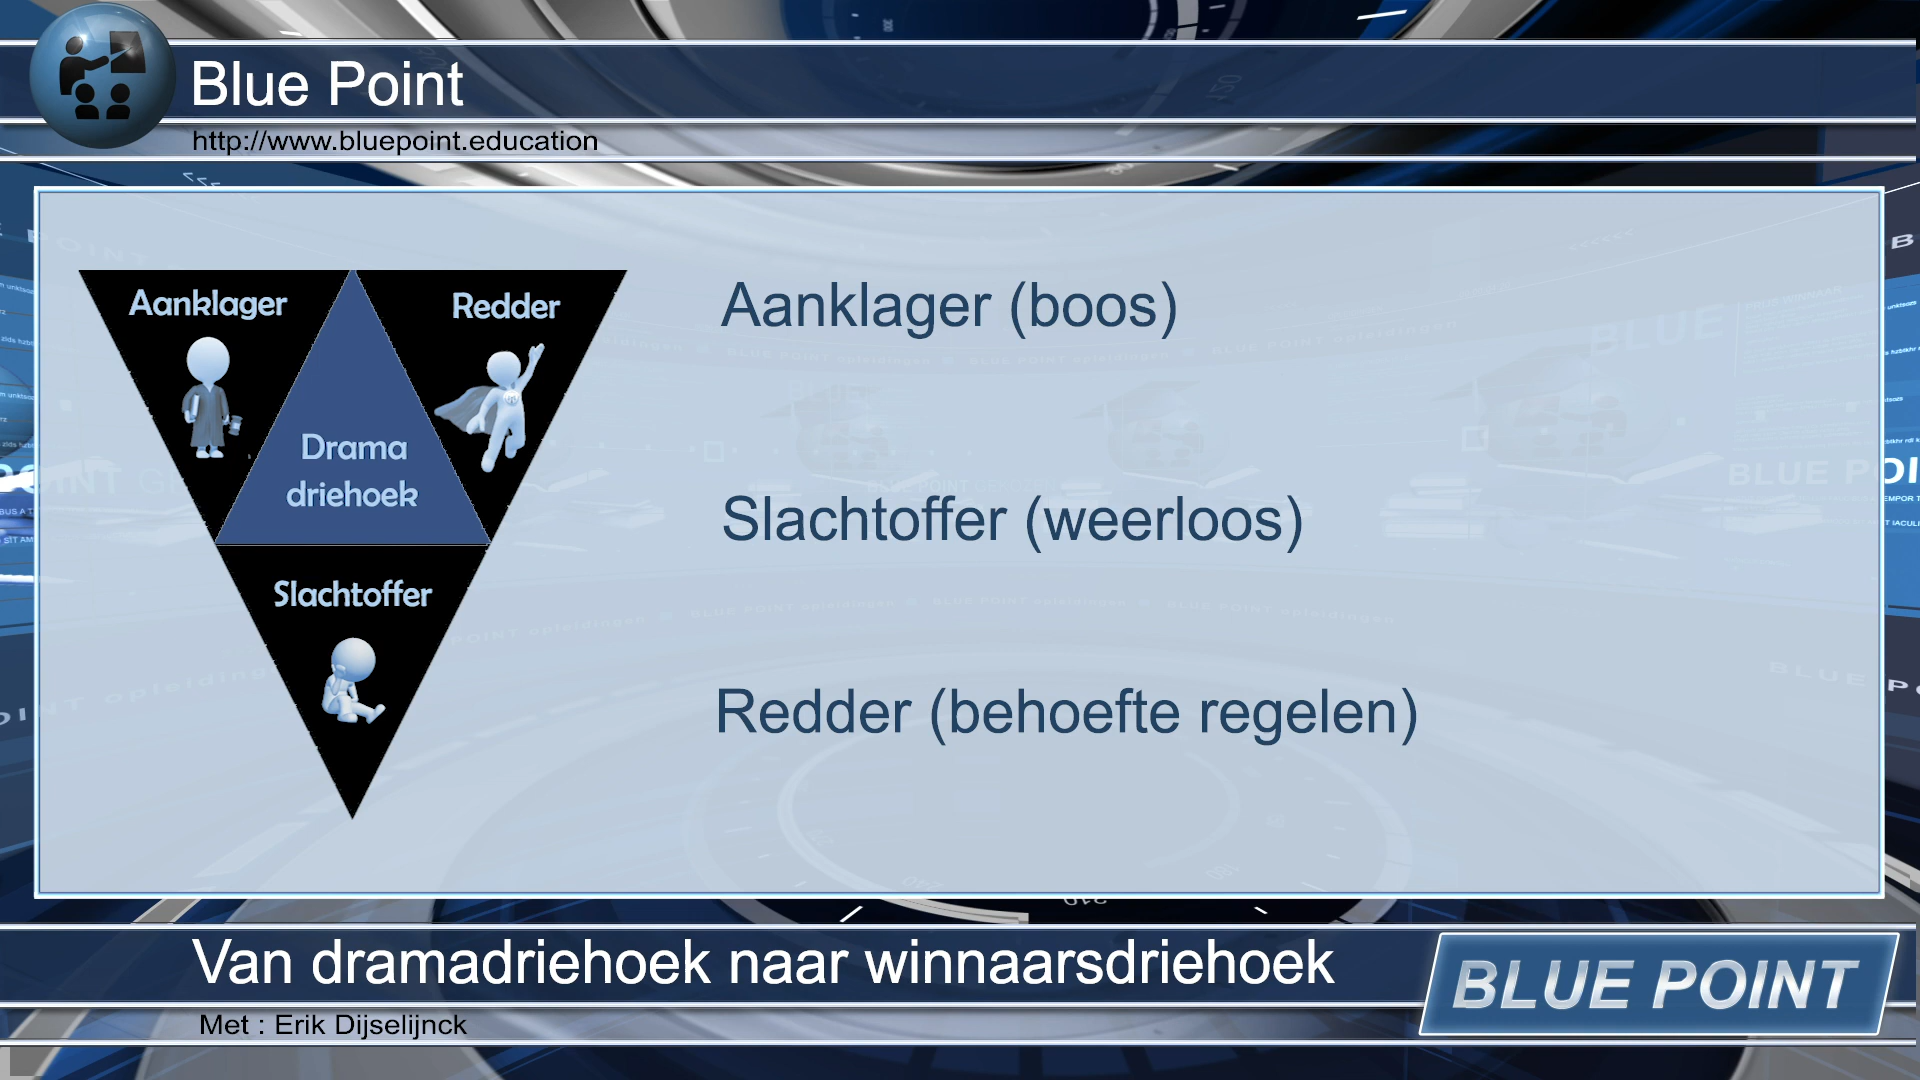 Blue Point
http://www.bluepoint.education
Aanklager
Redder
Drama
driehoek
Slachtoffer
Aanklager (boos)
Slachtoffer (weerloos)
Redder (behoefte regelen)
Van dramadriehoek naar winnaarsdriehoek
Met : Erik Dijselijnck
BLUE POINT